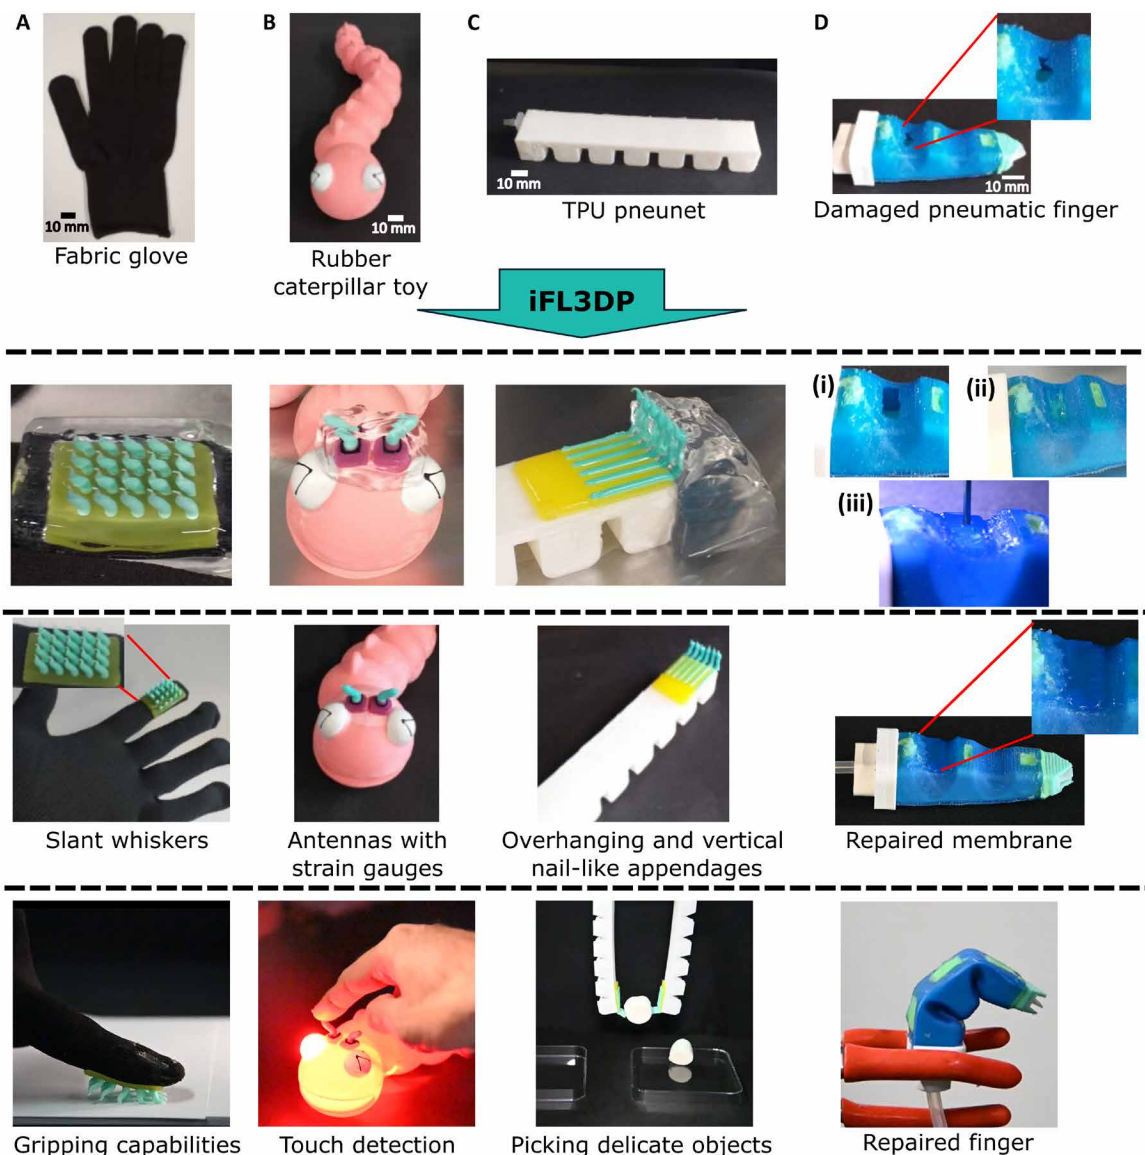 A
B
C
D
10 mm
10 mm
10 mm
10 mm
Fabric glove
Rubber
caterpillar toy
TPU pneunet
Damaged pneumatic finger
iFL3DP
(i)
(ii)
(iii)
Slant whiskers
Antennas with
strain gauges
Overhanging and vertical
nail-like appendages
Repaired membrane
Gripping capabilities
Touch detection
Picking delicate objects
Repaired finger